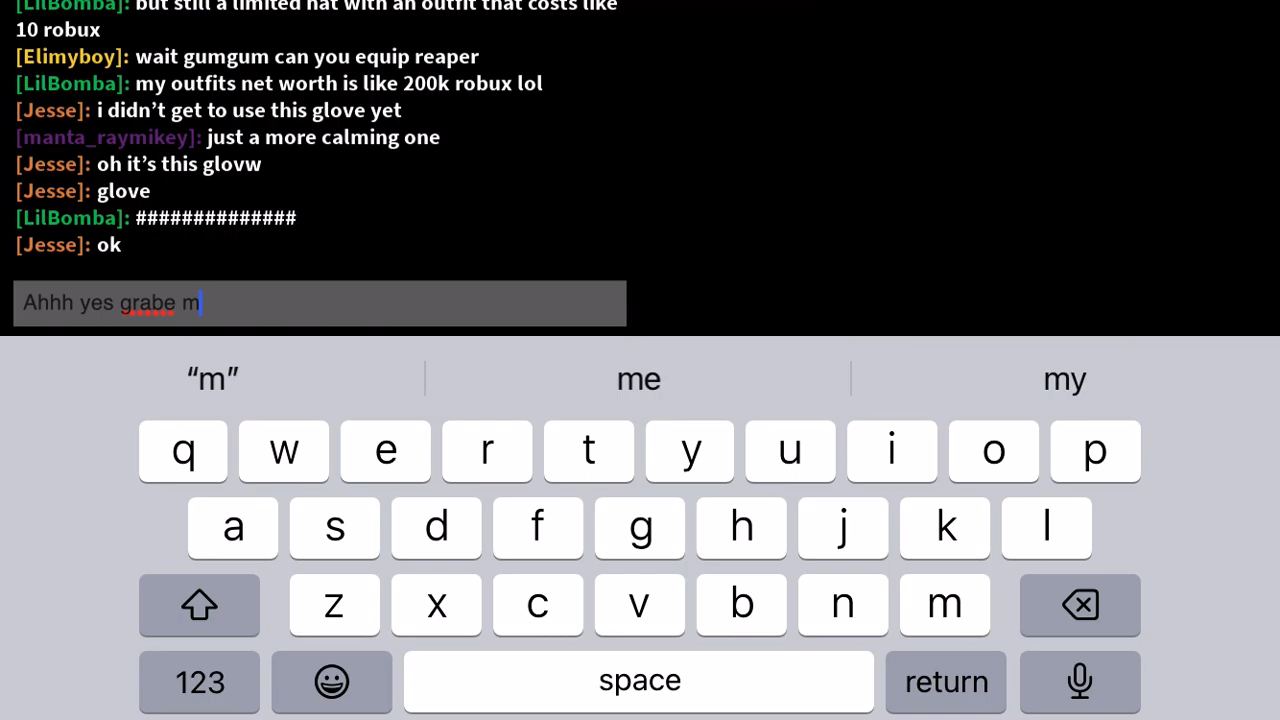 [LilBomba]: but still a limited hat with an outfit that costs like
10 robux
[Elimyboy]: wait gumgum can you equip reaper
[LilBomba]: my outfits net worth is like 200k robux lol
[Jesse]: i didn’t get to use this glove yet
[manta_raymikey]: just a more calming one
[Jesse]: oh it’s this glovw
[Jesse]: glove
[LilBomba]: ##############
[Jesse]: ok
Ahhh yes grabe m
“m” me my
q w e r t y u i o p
a s d f g h j k l
z x c v b n m
123 space return